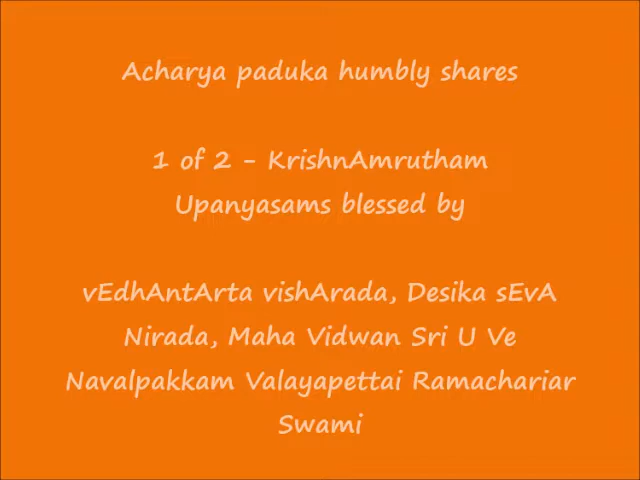 Acharya paduka humbly shares
1 of 2 - KrishnAmrutham
Upanyasams blessed by
vEdhAntArta vishArada, Desika sEvA
Nirada, Maha Vidwan Sri U Ve
Navalpakkam Valayapettai Ramachariar
Swami